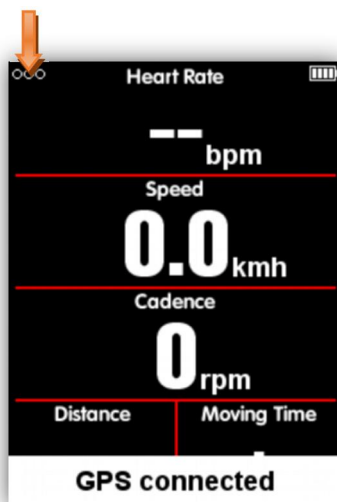 Heart Rate
--
bpm
Speed
0.0 kmh
Cadence
0 rpm
Distance Moving Time
GPS connected